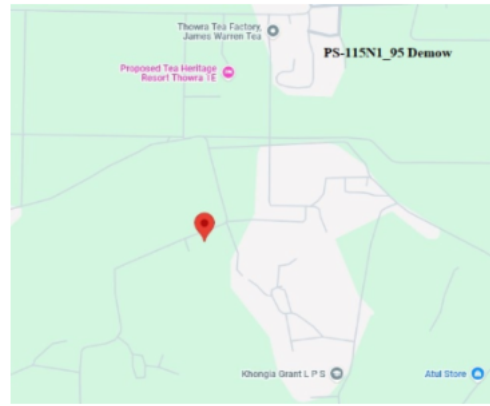 Thowra Tea Factory,
James Warren Tea
PS-115N1_95 Demow
Proposed Tea Heritage
Resort Thowra TE
Khongia Grant L P S
Atul Store